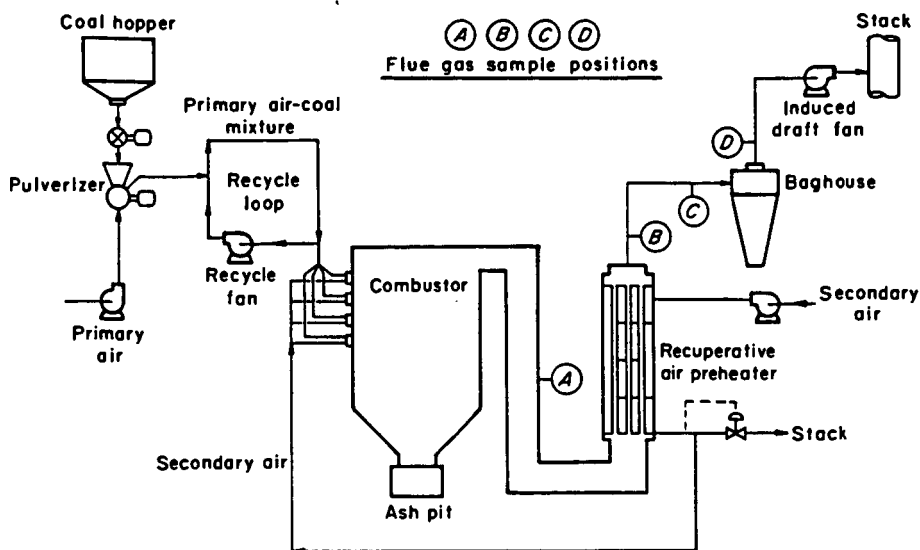 Coal hopper
A B C D
Flue gas sample positions
Stack
Primary air-coal
mixture
Induced
draft fan
D
Pulverizer
Recycle
loop
Baghouse
C
B
Recycle
fan
Combustor
Primary
air
Secondary
air
Recuperative
air preheater
A
Stack
Secondary air
Ash pit